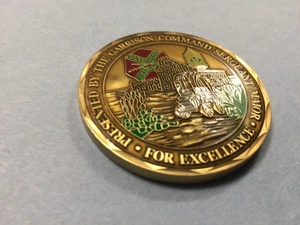 PRESENTED BY THE GARRISON COMMAND SERGEANT MAJOR
• FOR EXCELLENCE •